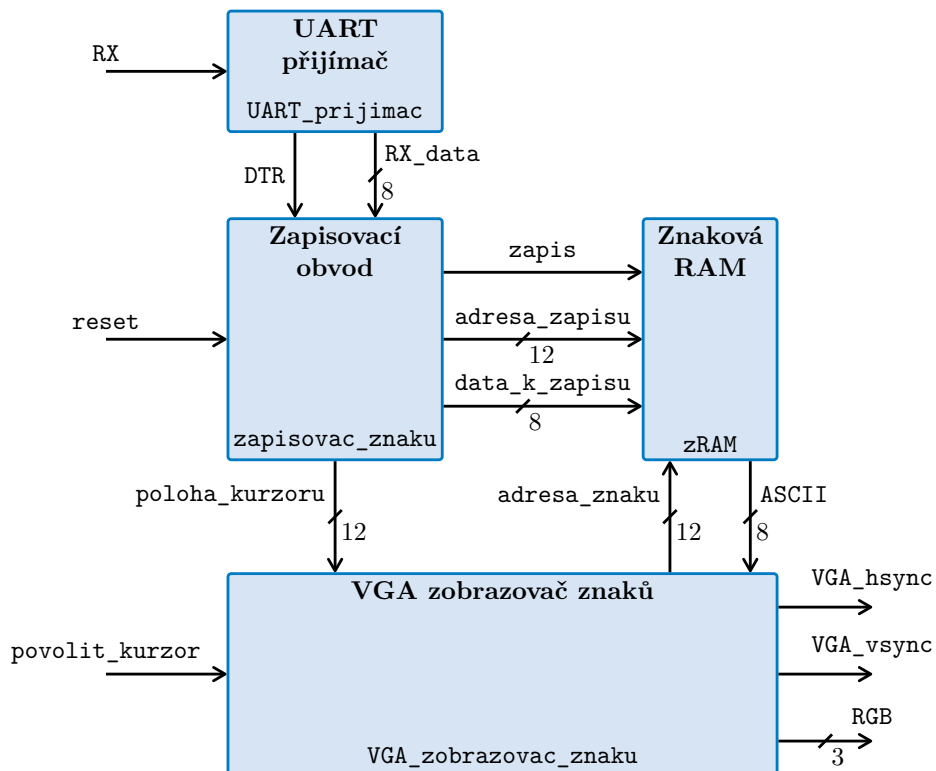 UART
přijímač
RX
UART_prijimac
DTR
RX_data
8
Zapisovací
obvod
Znaková
RAM
zapis
reset
adresa_zapisu
12
data_k_zapisu
8
zapisovac_znaku
zRAM
poloha_kurzoru
12
adresa_znaku
12
ASCII
8
VGA zobrazovač znaků
VGA_hsync
povolit_kurzor
VGA_vsync
RGB
3
VGA_zobrazovac_znaku